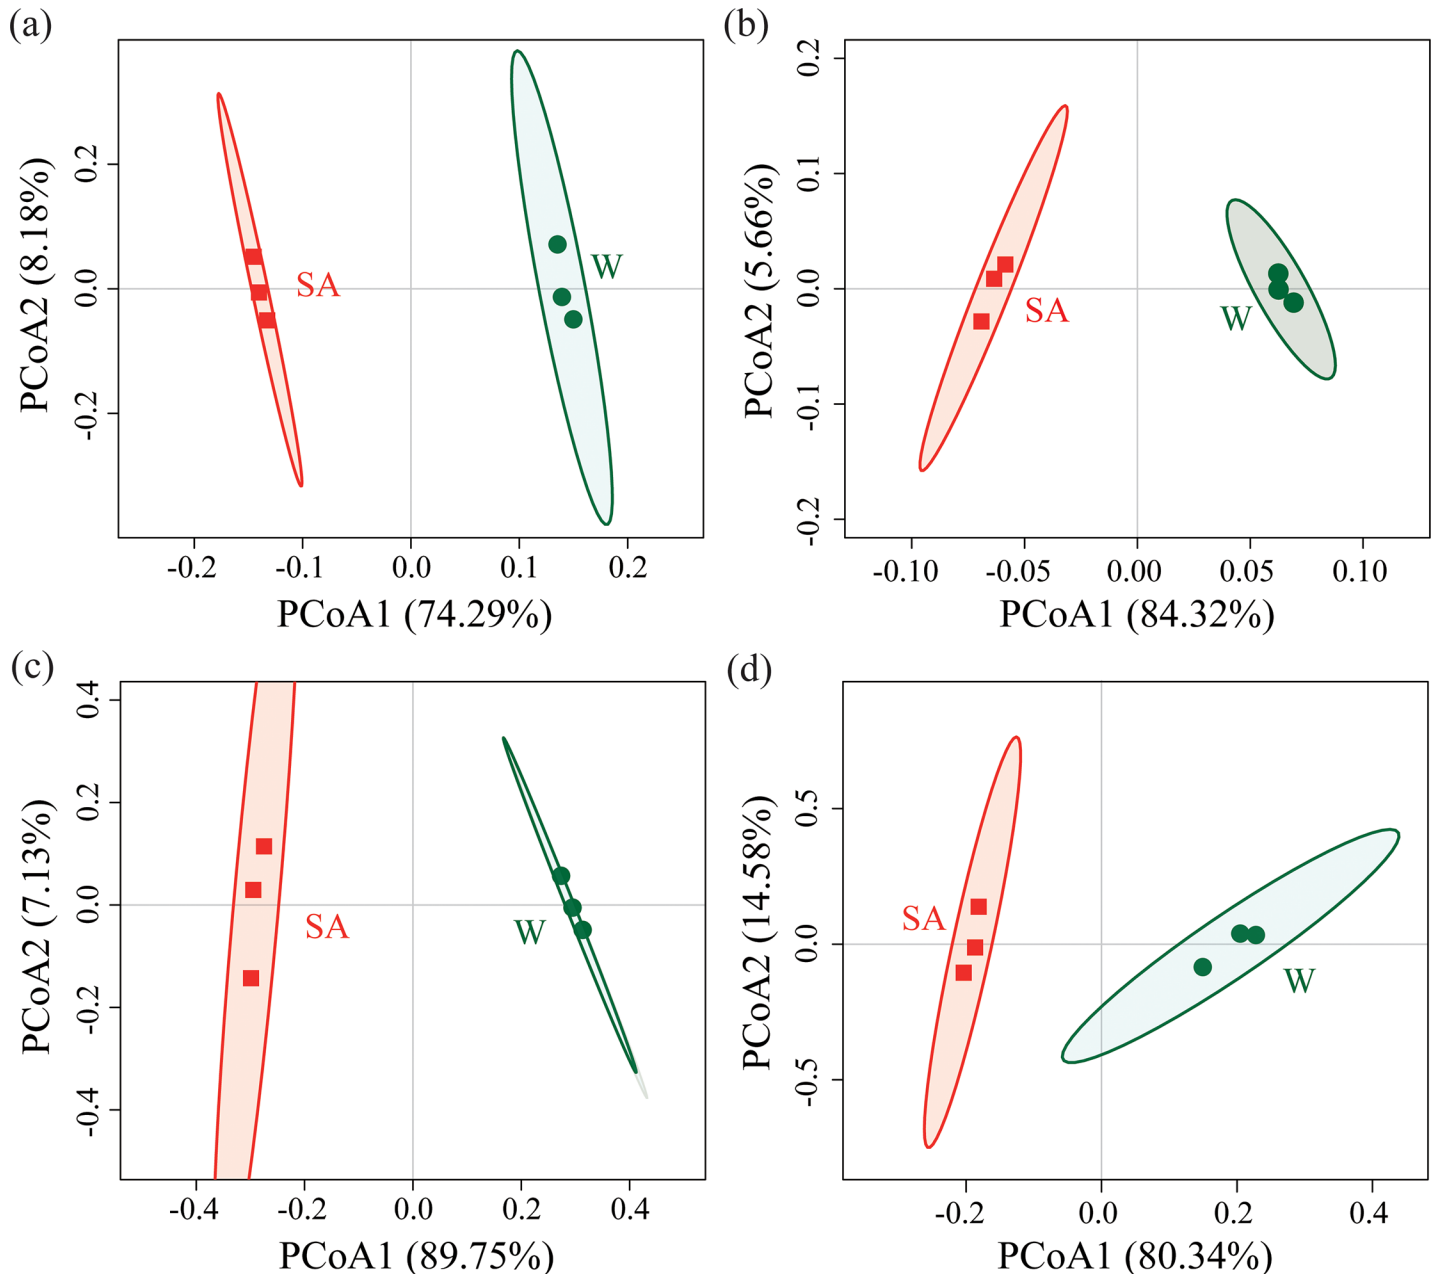 (a)
PCoA2 (8.18%)
0.2
0.0
-0.2
SA
W
-0.2 -0.1 0.0 0.1 0.2
PCoA1 (74.29%)
(b)
PCoA2 (5.66%)
0.2
0.1
0.0
-0.1
-0.2
SA
W
-0.10 -0.05 0.00 0.05 0.10
PCoA1 (84.32%)
(c)
PCoA2 (7.13%)
0.4
0.2
0.0
-0.2
-0.4
SA
W
-0.4 -0.2 0.0 0.2 0.4
PCoA1 (89.75%)
(d)
PCoA2 (14.58%)
0.5
0.0
-0.5
SA
W
-0.2 0.0 0.2 0.4
PCoA1 (80.34%)